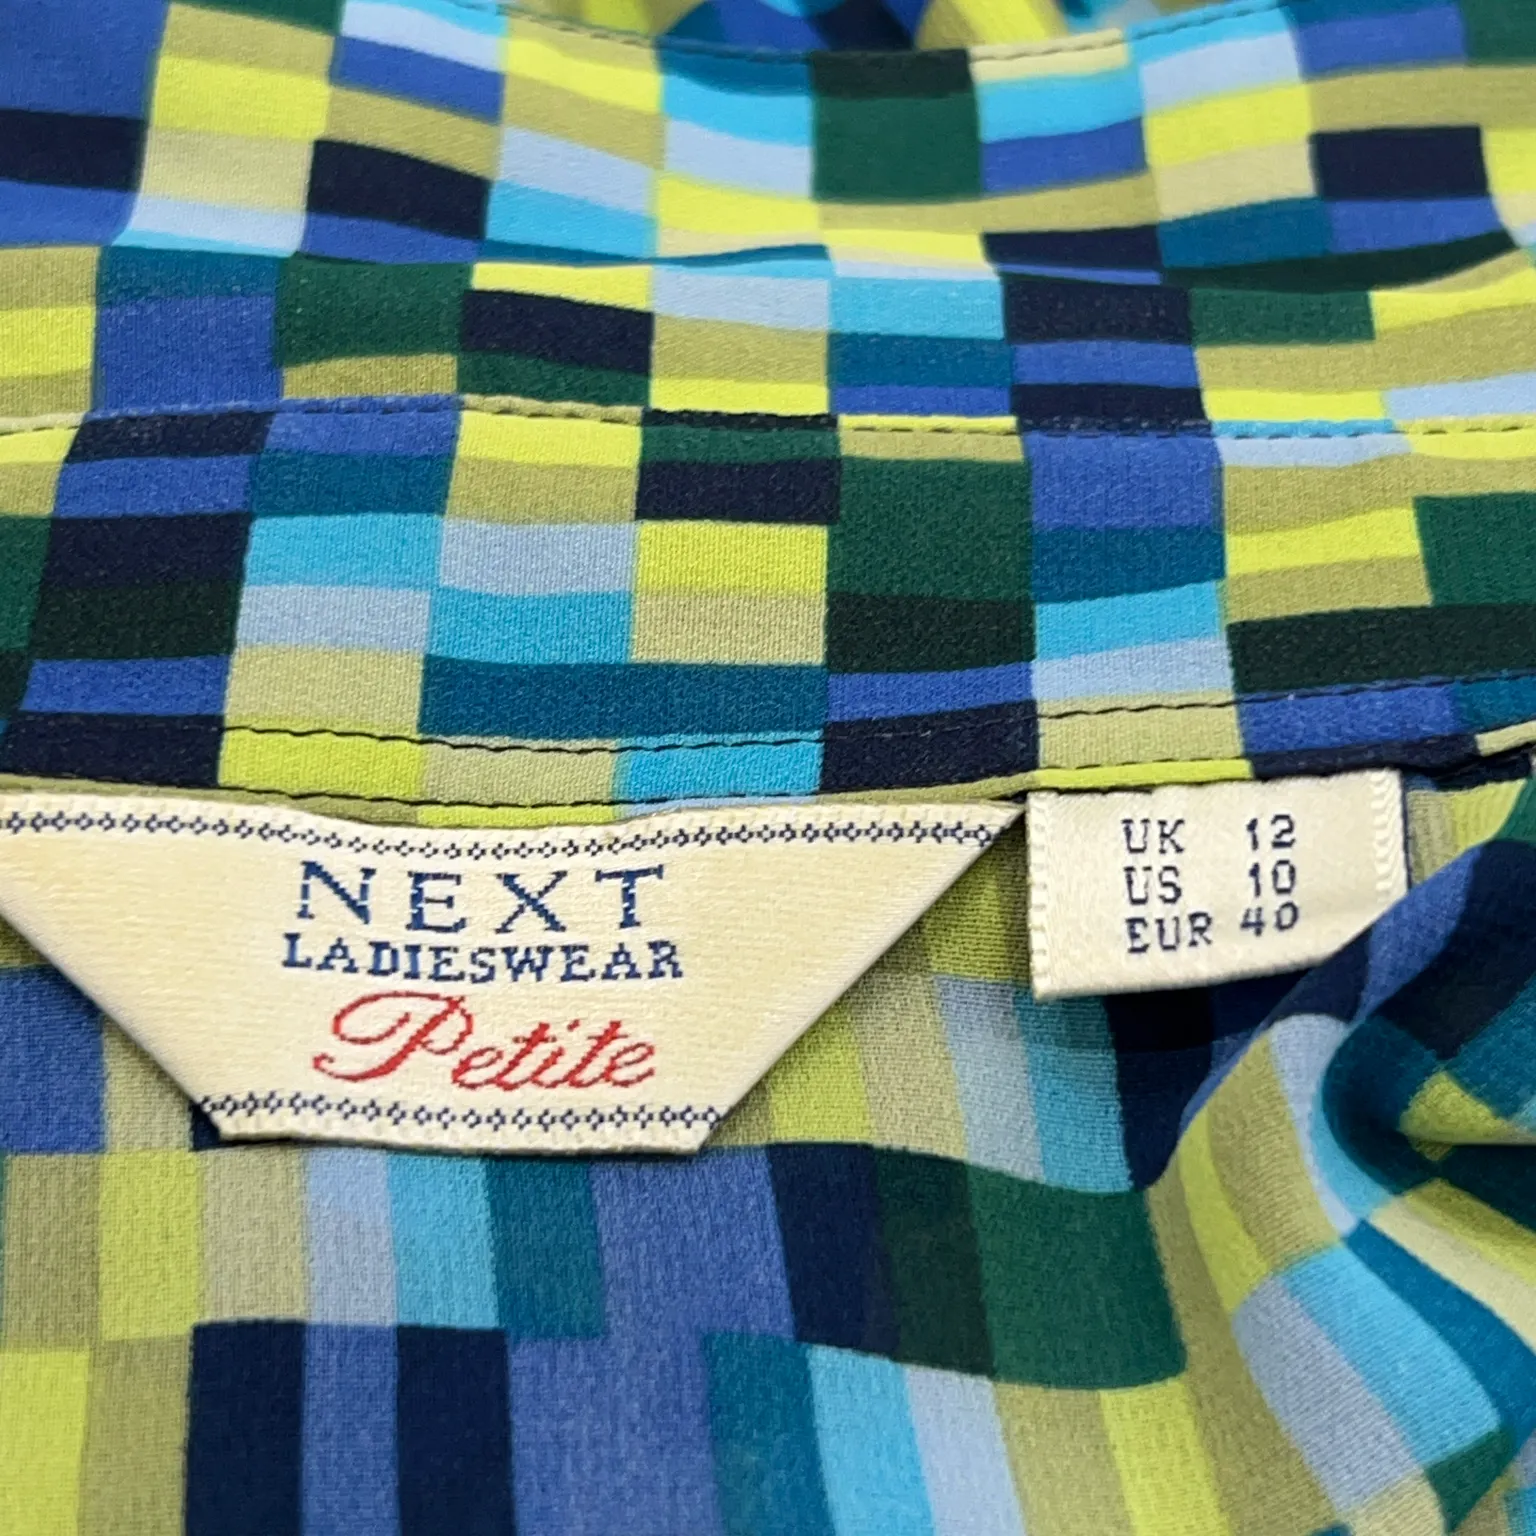 NEXT
LADIESWEAR
Petite
UK 12
US 10
EUR 40